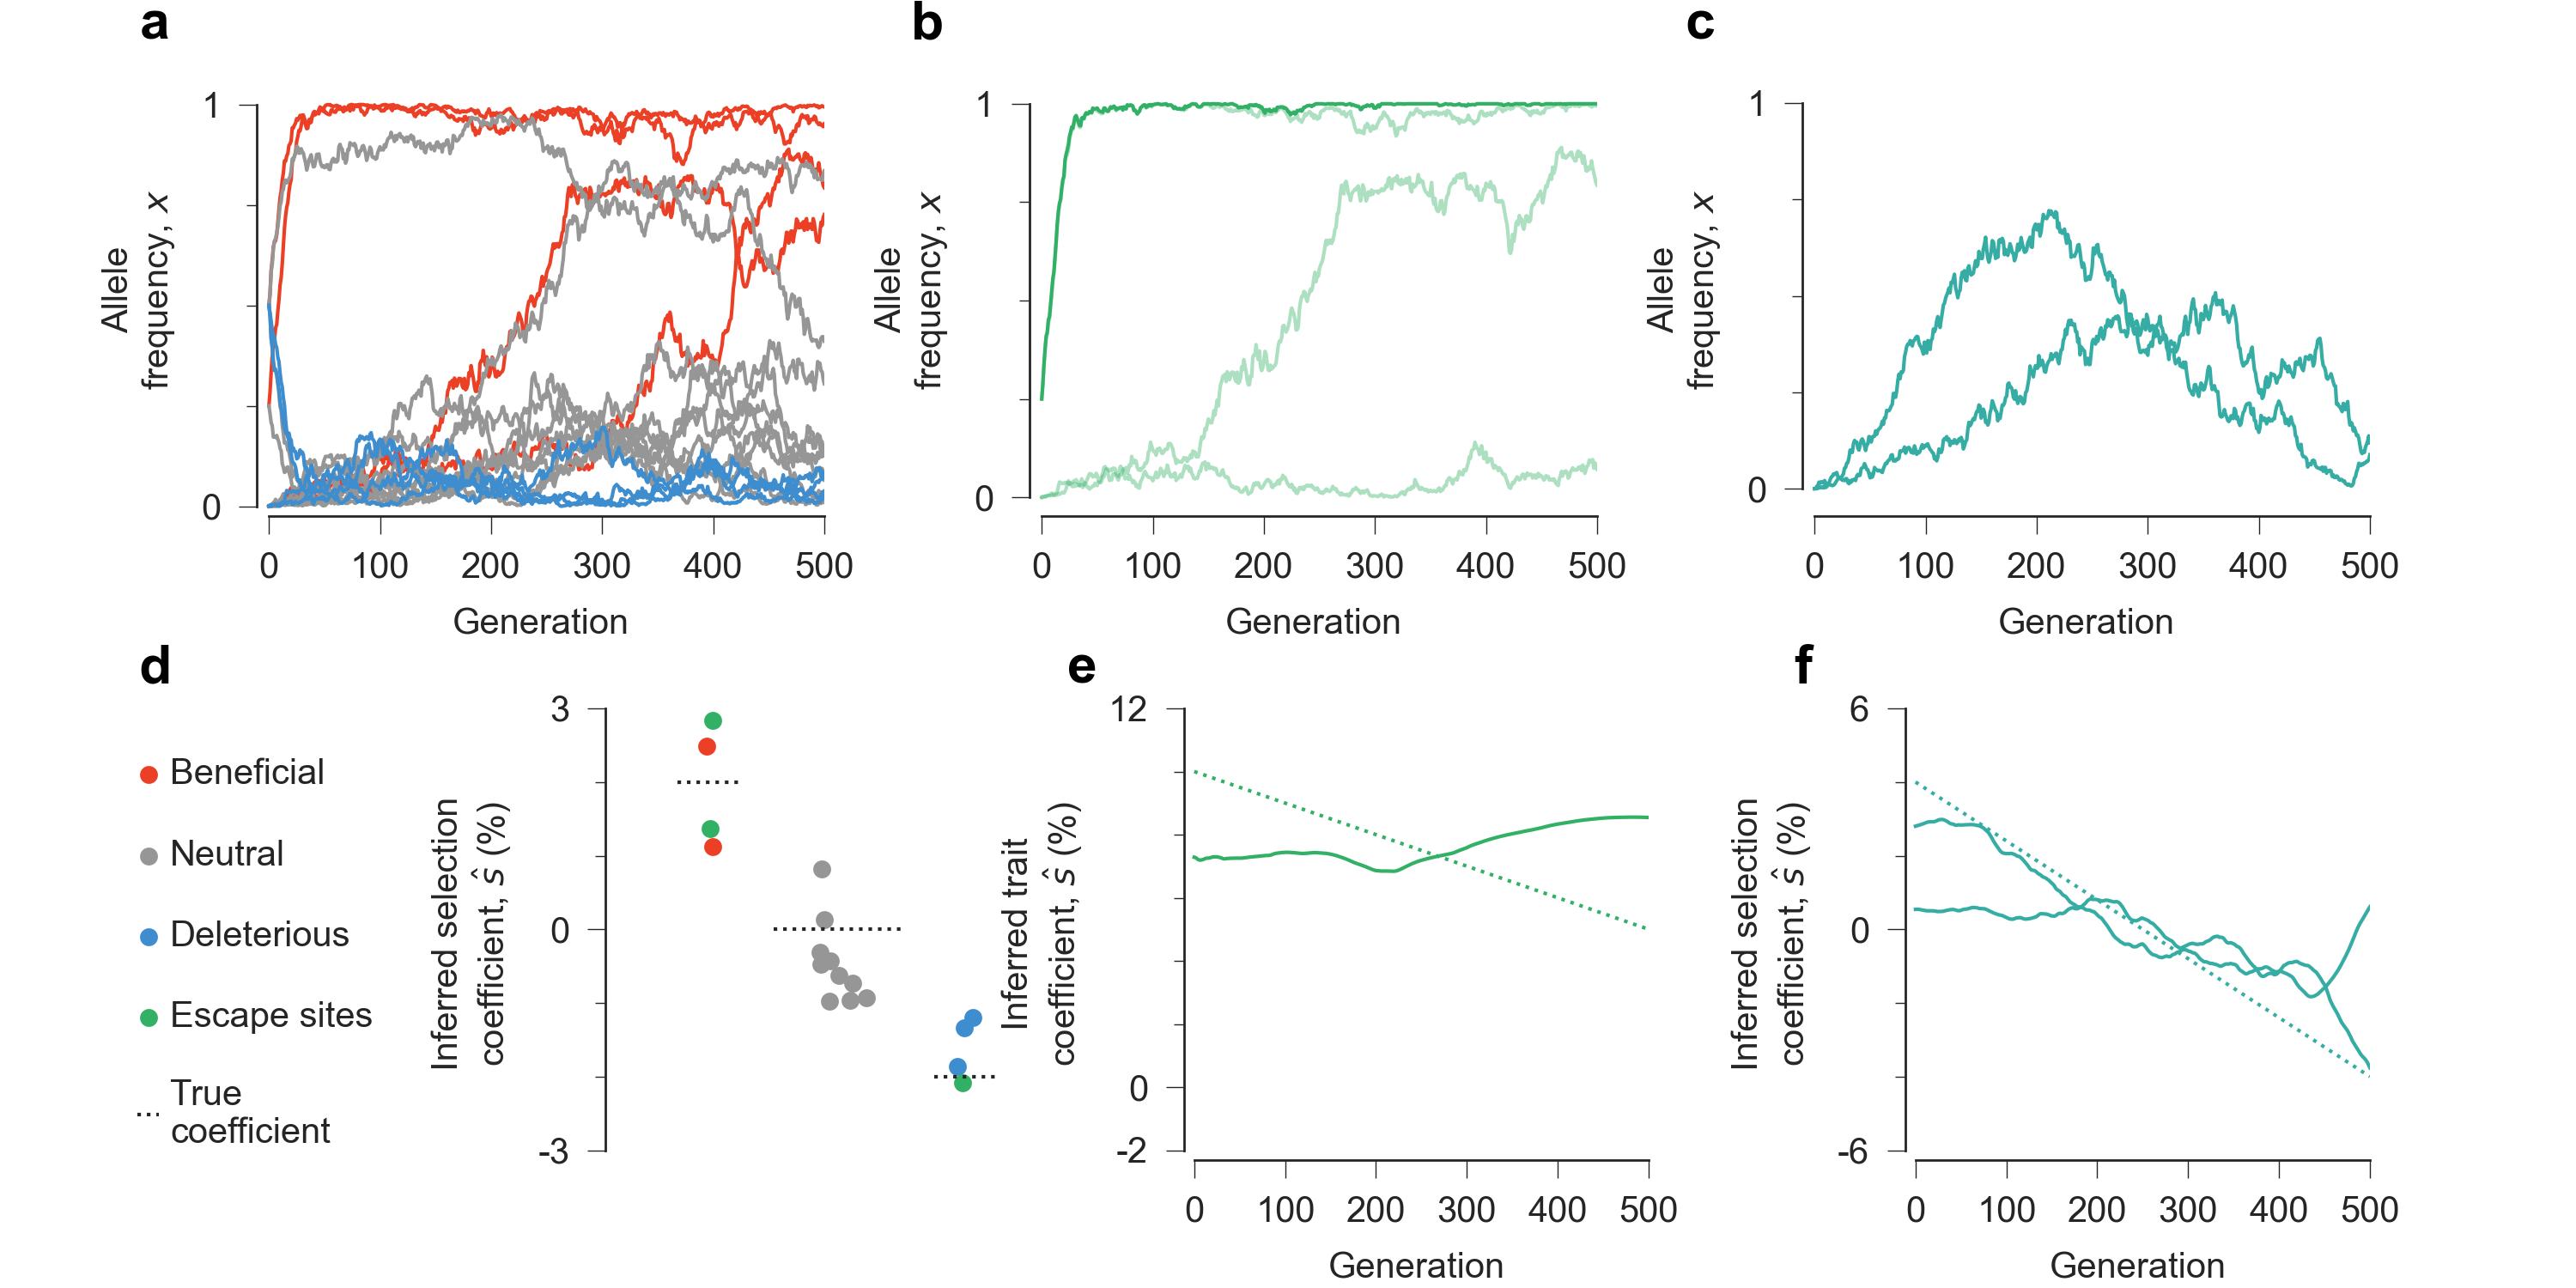 a
b
c
1
0
Allele
frequency, x
0 100 200 300 400 500
Generation
1
0
Allele
frequency, x
0 100 200 300 400 500
Generation
1
0
Allele
frequency, x
0 100 200 300 400 500
Generation
d
e
f
Beneficial
Neutral
Deleterious
Escape sites
True
coefficient
3
0
-3
Inferred selection
coefficient, ŝ (%)
12
0
-2
Inferred trait
coefficient, ŝ (%)
0 100 200 300 400 500
Generation
6
0
-6
Inferred selection
coefficient, ŝ (%)
0 100 200 300 400 500
Generation